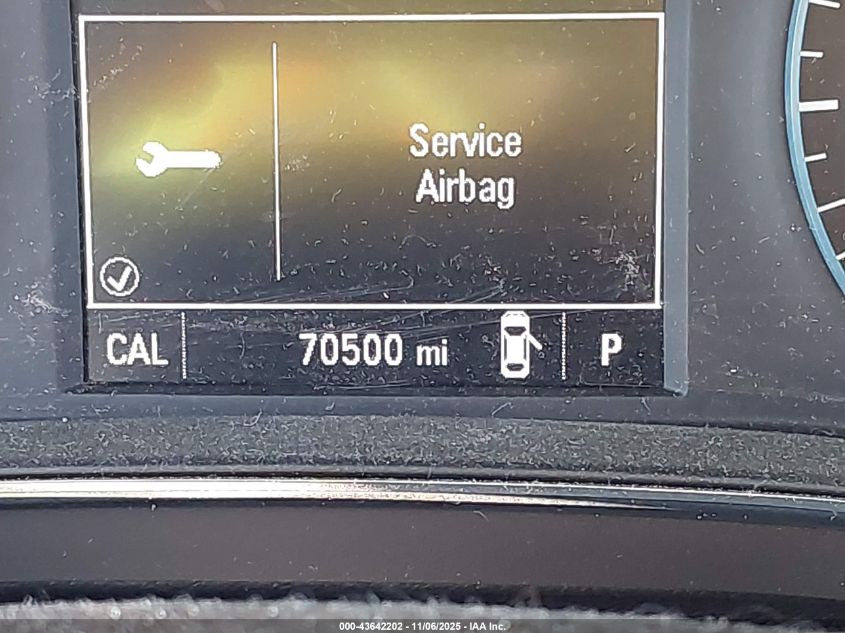 Service
Airbag
CAL 70500 mi P
000-43642202 - 11/06/2025 - IAA Inc.